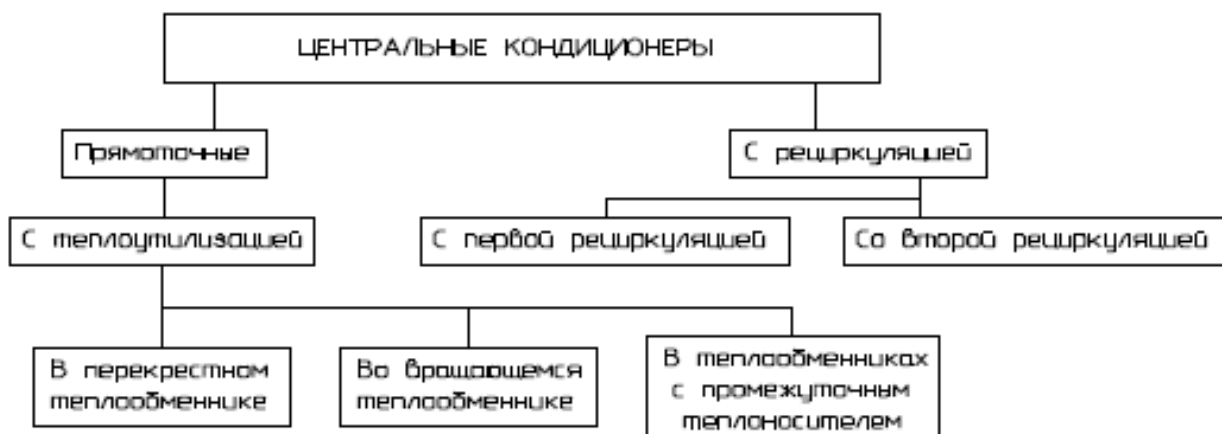 ЦЕНТРАЛЬНЫЕ КОНДИЦИОНЕРЫ
Прямоточные
С рециркуляцией
С теплоутилизацией
С первой рециркуляцией
Со второй рециркуляцией
В перекрестном
теплообменнике
Во вращающемся
теплообменнике
В теплообменниках
с промежуточным
теплоносителем